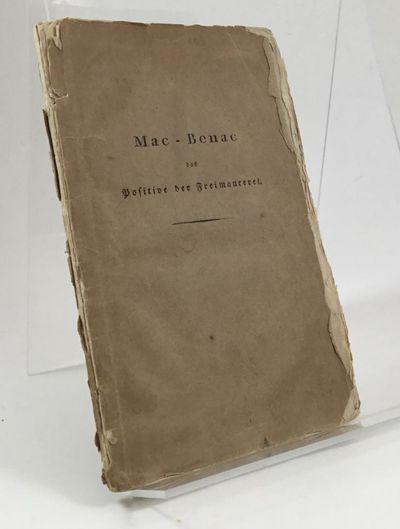 Mac-Benac
das
Positive der Freimaurerei.